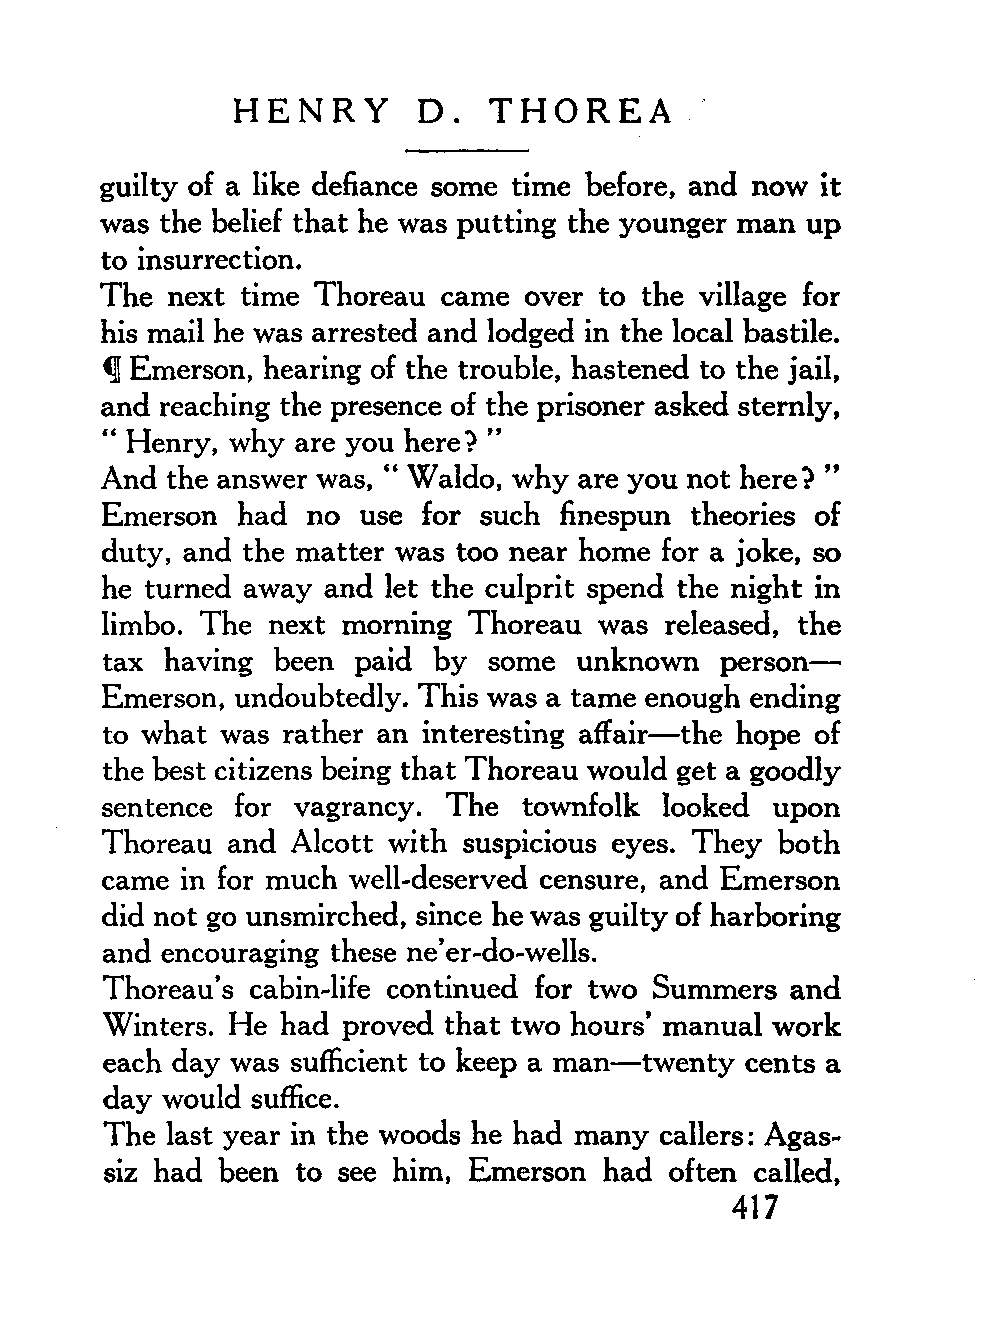 HENRY D. THOREA
guilty of a like defiance some time before, and now it
was the belief that he was putting the younger man up
to insurrection.
The next time Thoreau came over to the village for
his mail he was arrested and lodged in the local bastile.
¶ Emerson, hearing of the trouble, hastened to the jail,
and reaching the presence of the prisoner asked sternly,
“ Henry, why are you here? ”
And the answer was, “ Waldo, why are you not here? ”
Emerson had no use for such finespun theories of
duty, and the matter was too near home for a joke, so
he turned away and let the culprit spend the night in
limbo. The next morning Thoreau was released, the
tax having been paid by some unknown person—
Emerson, undoubtedly. This was a tame enough ending
to what was rather an interesting affair—the hope of
the best citizens being that Thoreau would get a goodly
sentence for vagrancy. The townfolk looked upon
Thoreau and Alcott with suspicious eyes. They both
came in for much well-deserved censure, and Emerson
did not go unsmirched, since he was guilty of harboring
and encouraging these ne’er-do-wells.
Thoreau’s cabin-life continued for two Summers and
Winters. He had proved that two hours’ manual work
each day was sufficient to keep a man—twenty cents a
day would suffice.
The last year in the woods he had many callers: Agas-
siz had been to see him, Emerson had often called,
417